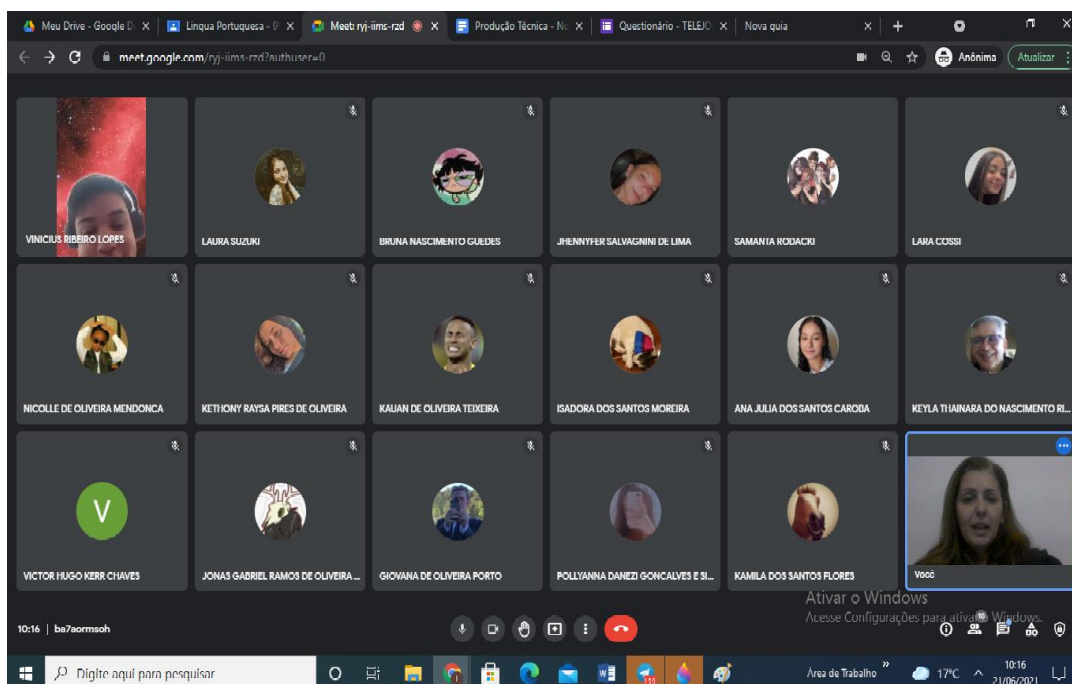 Meu Drive - Google D
Lingua Portuguesa - 9
Meet: ryj-iims-rzd
Produção Técnica - No
Questionário - TELEJO
Nova guia
meet.google.com/ryj-iims-rzd?authuser=0
Anônima
Atualizar
VINICIUS RIBEIRO LOPES
LAURA SUZUKI
BRUNA NASCIMENTO GUEDES
JHENNYFER SALVAGNINI DE LIMA
SAMANTA RODACKI
LARA COSSI
NICOLLE DE OLIVEIRA MENDONCA
KETHONY RAYSA PIRES DE OLIVEIRA
KAUAN DE OLIVEIRA TEIXEIRA
ISADORA DOS SANTOS MOREIRA
ANA JULIA DOS SANTOS CAROBA
KEYLA THAINARA DO NASCIMENTO RI...
V
VICTOR HUGO KERR CHAVES
JONAS GABRIEL RAMOS DE OLIVEIRA ...
GIOVANA DE OLIVEIRA PORTO
POLLYANNA DANEZI GONCALVES E SI...
KAMILA DOS SANTOS FLORES
Você
Ativar o Windows
Acesse Configurações para ativar o Windows.
10:16 | ba7aormsoh
Digite aqui para pesquisar
Área de Trabalho
17°C
10:16
21/06/2021